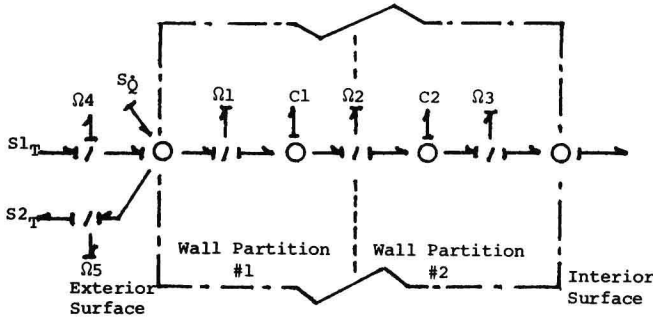 SQ̇
Ω4
Ω1
C1
Ω2
C2
Ω3
S1T
S2T
Ω5
Wall Partition
#1
Wall Partition
#2
Exterior
Surface
Interior
Surface